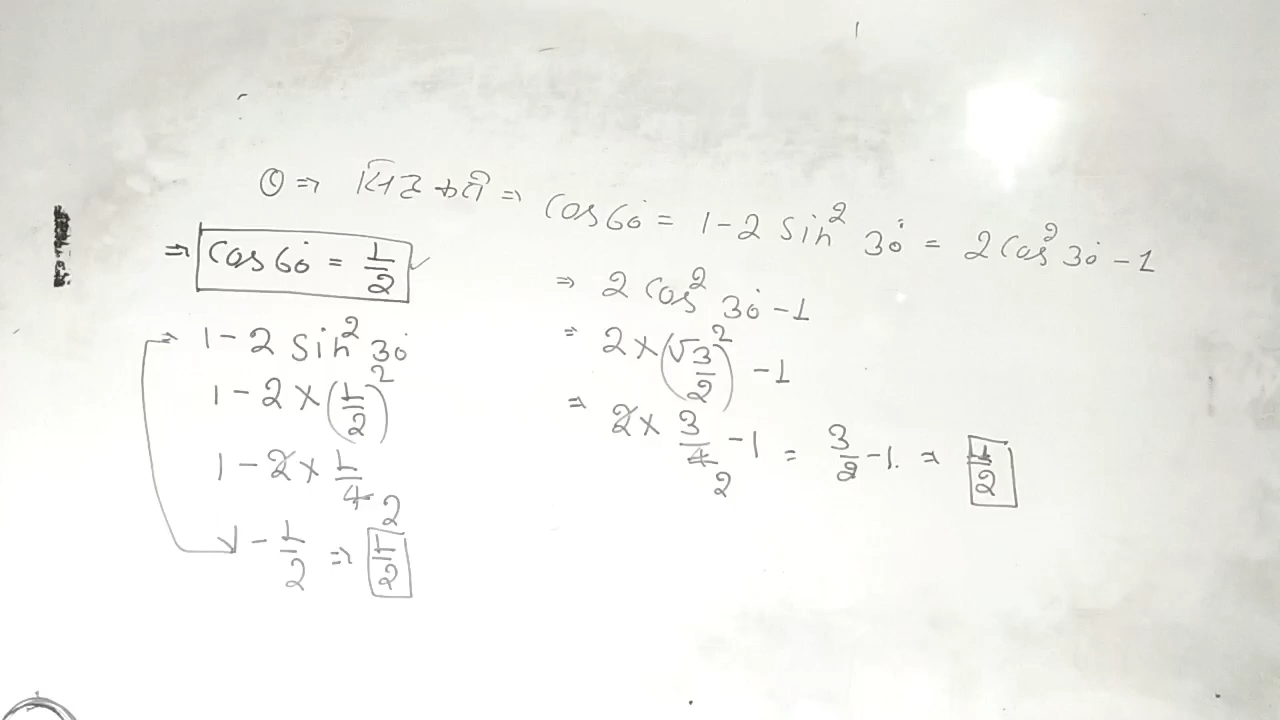 ① ⇒ सिद्ध करो ⇒ cos 60° = 1 - 2 sin² 30° = 2 cos² 30° - 1
⇒ cos 60° = 1/2 ✓
⇒ 1 - 2 sin² 30°
1 - 2 × (1/2)²
1 - 2 × 1/4 2
1 - 1/2 ⇒ 1/2
⇒ 2 cos² 30° - 1
⇒ 2 × (√3/2)² - 1
⇒ 2 × 3/4 - 1 = 3/2 - 1. ⇒ 1/2
2